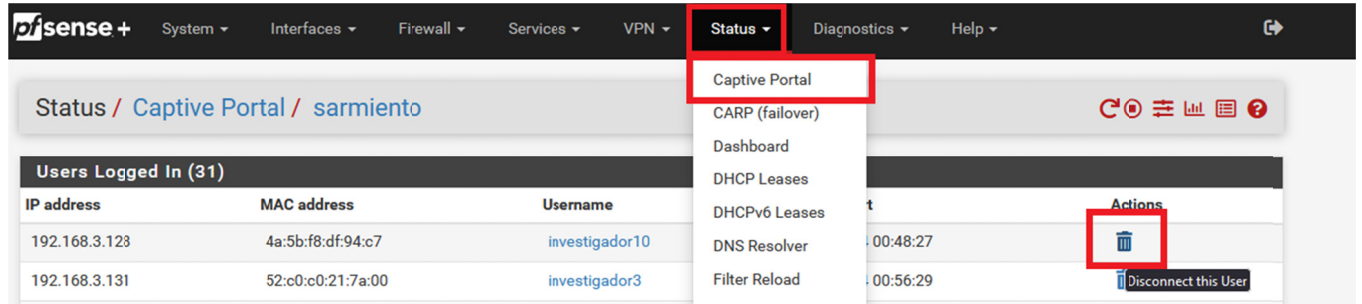 pfsense+ System Interfaces Firewall Services VPN Status Diagnostics Help
Captive Portal
Status / Captive Portal / sarmiento
CARP (failover)
Dashboard
Users Logged In (31)
DHCP Leases
IP address MAC address Username t Actions
DHCPv6 Leases
192.168.3.128 4a:5b:f8:df:94:c7 investigador10 00:48:27
DNS Resolver
192.168.3.131 52:c0:c0:21:7a:00 investigador3 00:56:29
Filter Reload
Disconnect this User